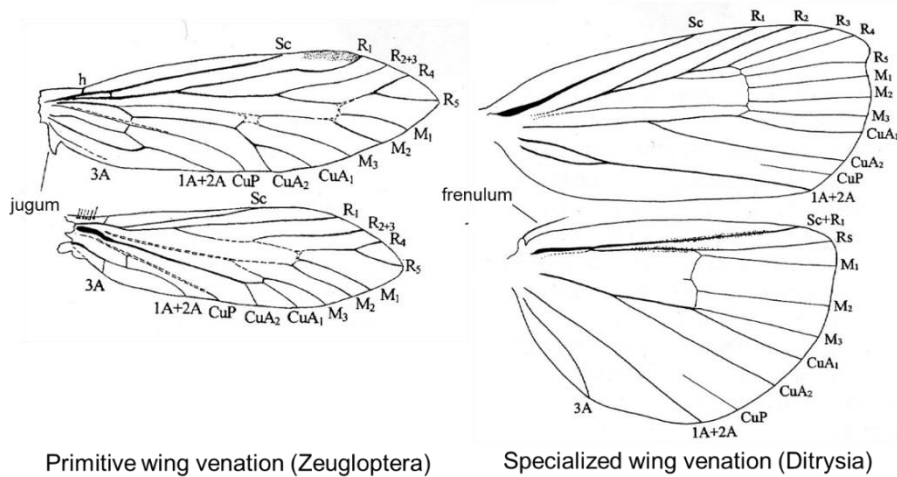 Sc
R1
R2+3
R4
R5
h
M1
M2
M3
CuA1
CuA2
CuP
1A+2A
3A
jugum
Sc
R1
R2+3
R4
R5
M1
M2
M3
CuA1
CuA2
CuP
1A+2A
3A
Primitive wing venation (Zeugloptera)
Sc
R1
R2
R3
R4
R5
M1
M2
M3
CuA1
CuA2
CuP
1A+2A
frenulum
Sc+R1
Rs
M1
M2
M3
CuA1
CuA2
CuP
1A+2A
3A
Specialized wing venation (Ditrysia)